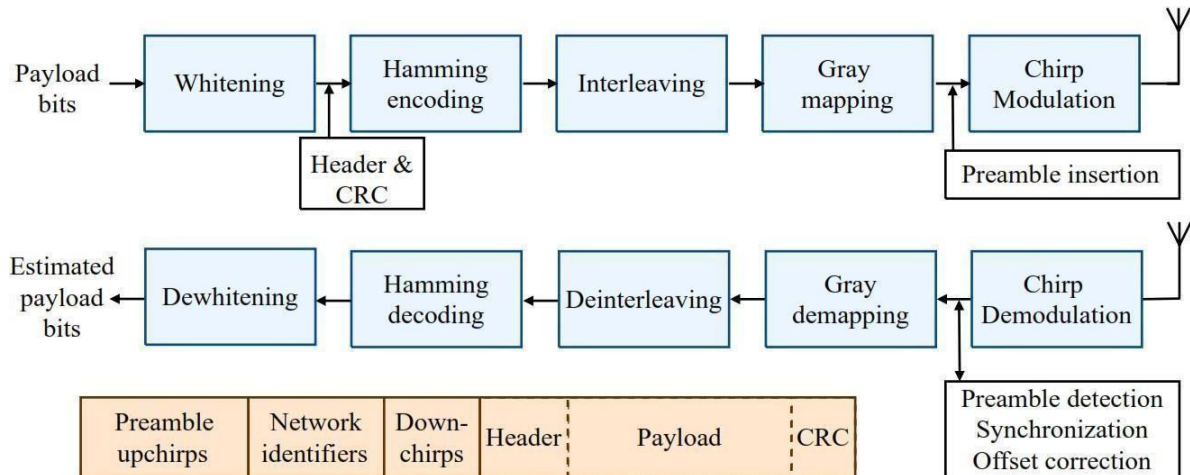 Payload
bits
Whitening
Hamming
encoding
Interleaving
Gray
mapping
Chirp
Modulation
Header &
CRC
Preamble insertion
Estimated
payload
bits
Dewhitening
Hamming
decoding
Deinterleaving
Gray
demapping
Chirp
Demodulation
Preamble detection
Synchronization
Offset correction
Preamble
upchirps
Network
identifiers
Down-
chirps
Header
Payload
CRC